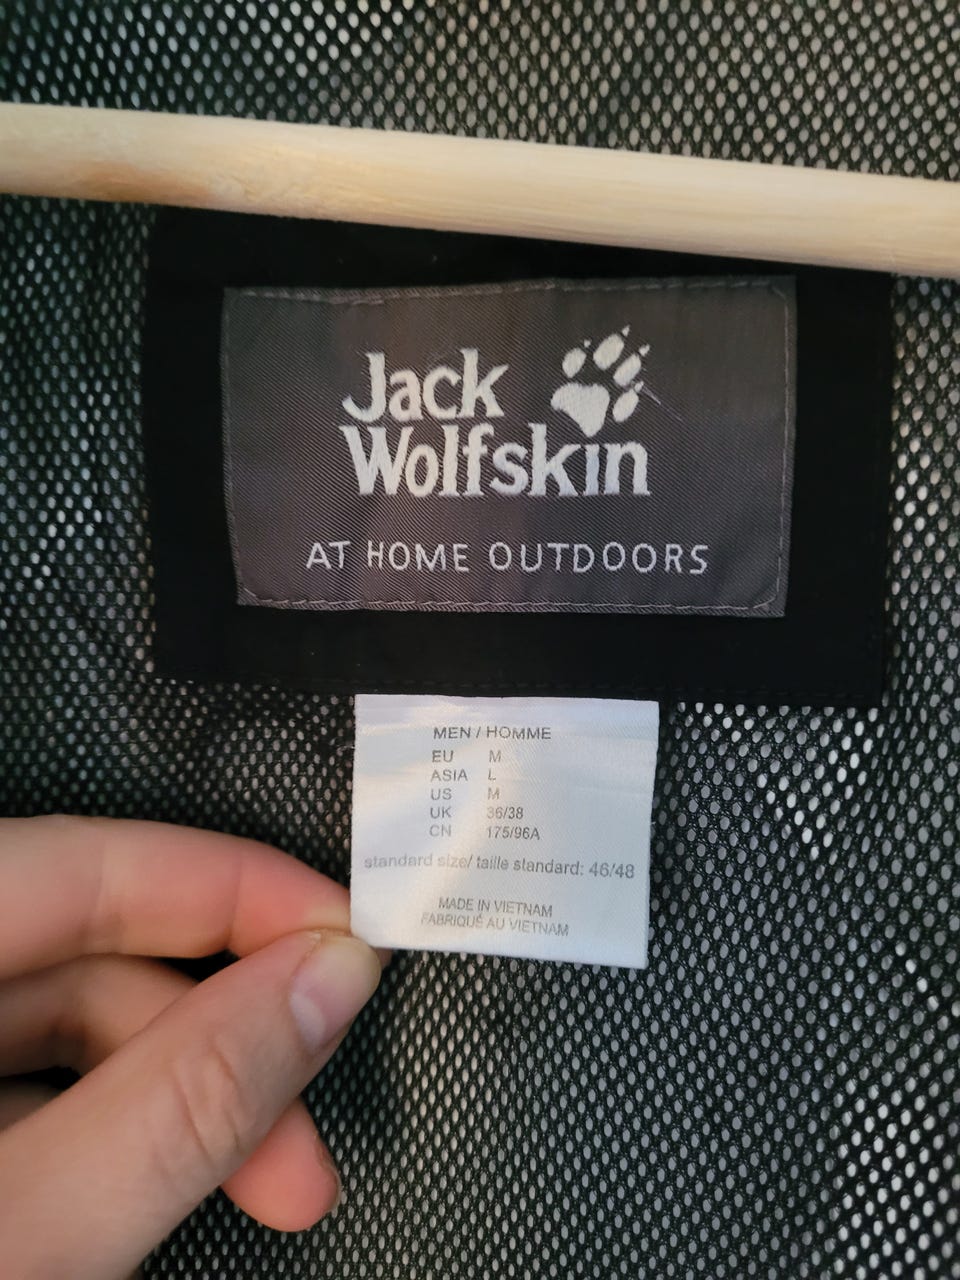 Jack
Wolfskin
AT HOME OUTDOORS
MEN / HOMME
EU M
ASIA L
US M
UK 36/38
CN 175/96A
standard size/ taille standard: 46/48
MADE IN VIETNAM
FABRIQUÉ AU VIETNAM